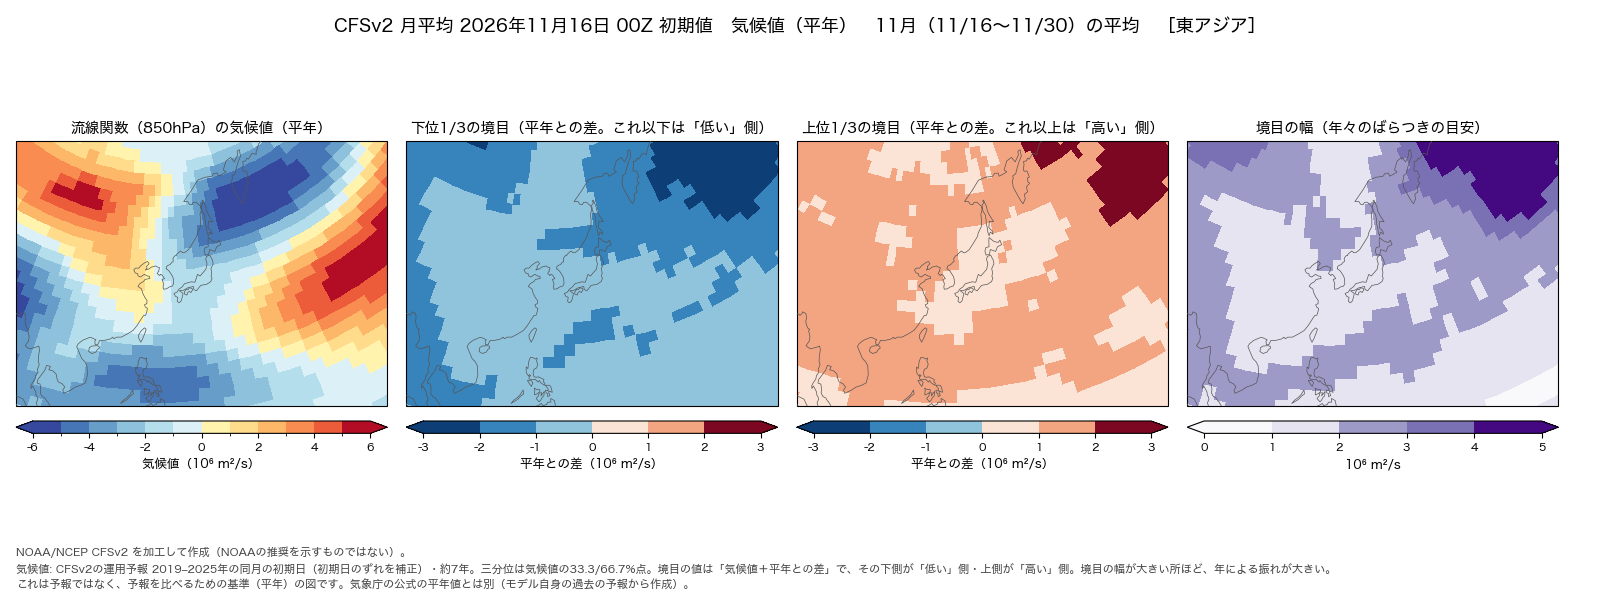 CFSv2 月平均 2026年11月16日 00Z 初期値　気候値（平年）　11月（11/16〜11/30）の平均　［東アジア］
流線関数（850hPa）の気候値（平年）
下位1/3の境目（平年との差。これ以下は「低い」側）
上位1/3の境目（平年との差。これ以上は「高い」側）
境目の幅（年々のばらつきの目安）
-6 -4 -2 0 2 4 6
気候値（10⁶ m²/s）
-3 -2 -1 0 1 2 3
平年との差（10⁶ m²/s）
-3 -2 -1 0 1 2 3
平年との差（10⁶ m²/s）
0 1 2 3 4 5
10⁶ m²/s
NOAA/NCEP CFSv2 を加工して作成（NOAAの推奨を示すものではない）。
気候値: CFSv2の運用予報 2019–2025年の同月の初期日（初期日のずれを補正）・約7年。三分位は気候値の33.3/66.7%点。境目の値は「気候値＋平年との差」で、その下側が「低い」側・上側が「高い」側。境目の幅が大きい所ほど、年による振れが大きい。
これは予報ではなく、予報を比べるための基準（平年）の図です。気象庁の公式の平年値とは別（モデル自身の過去の予報から作成）。